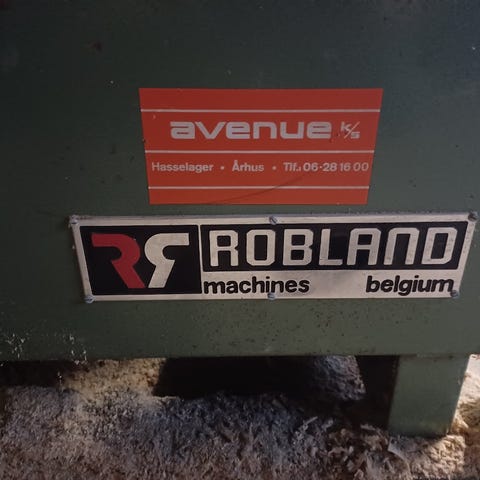 avenue k/s
Hasselager • Århus • Tlf.: 06-28 16 00
RR ROBLAND
machines belgium